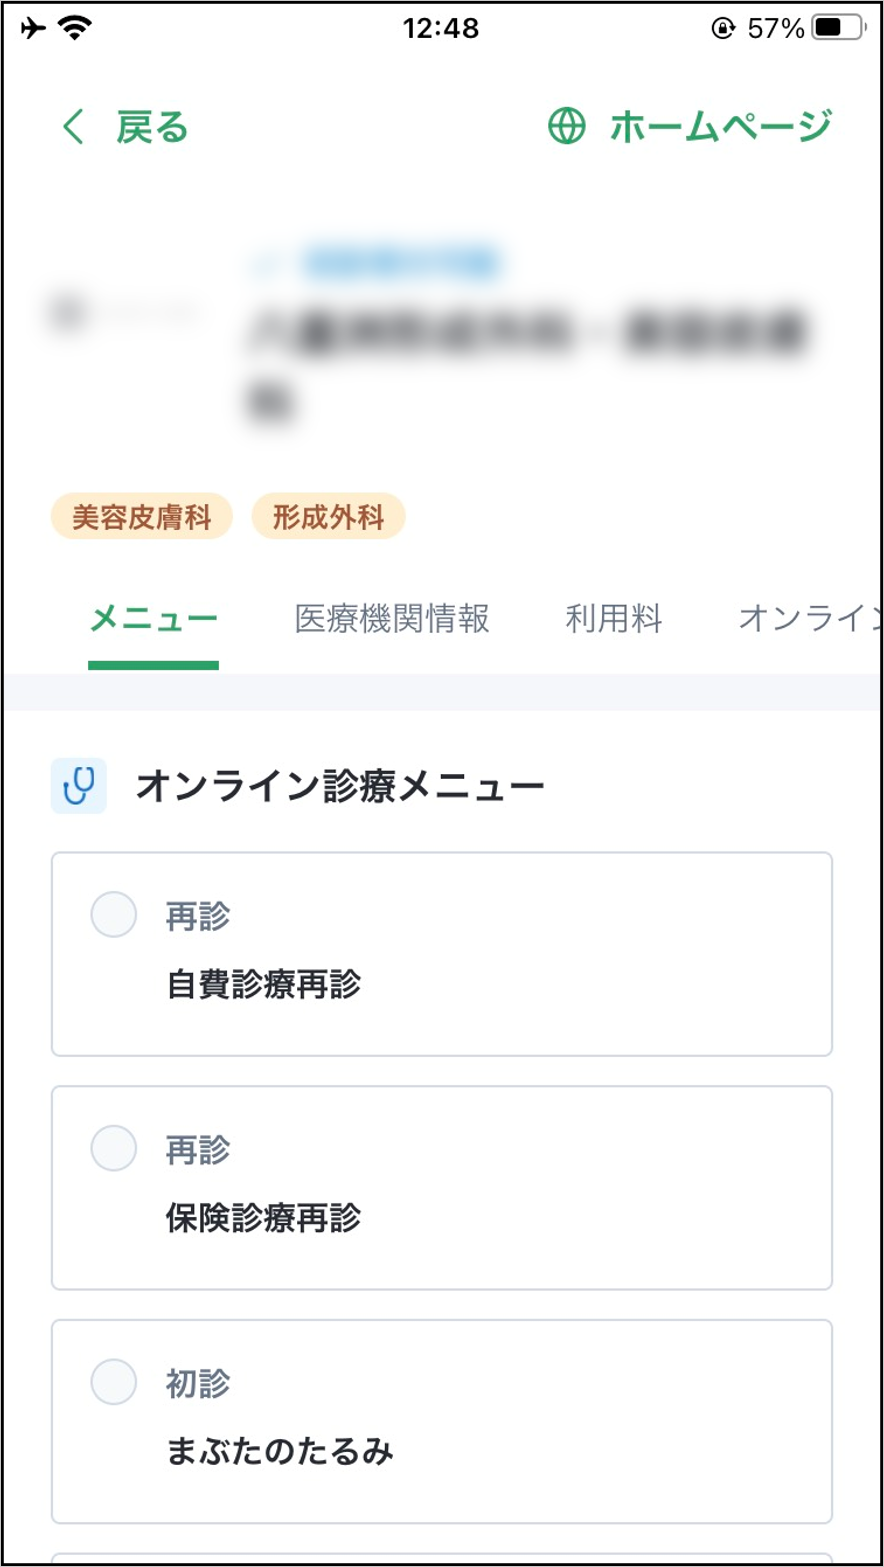 12:48
57%
戻る
ホームページ
美容皮膚科 形成外科
メニュー 医療機関情報 利用料 オンライン
オンライン診療メニュー
再診
自費診療再診
再診
保険診療再診
初診
まぶたのたるみ